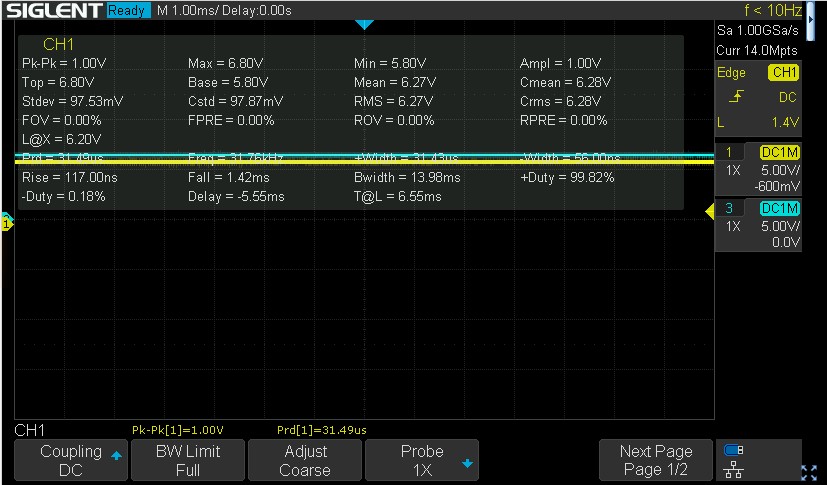 SIGLENT Ready M 1.00ms/ Delay:0.00s f < 10Hz
Sa 1.00GSa/s
Curr 14.0Mpts
Edge CH1
DC
L 1.4V
1 DC1M
1X 5.00V/
-600mV
3 DC1M
1X 5.00V/
0.0V
CH1
Pk-Pk = 1.00V Max = 6.80V Min = 5.80V Ampl = 1.00V
Top = 6.80V Base = 5.80V Mean = 6.27V Cmean = 6.28V
Stdev = 97.53mV Cstd = 97.87mV RMS = 6.27V Crms = 6.28V
FOV = 0.00% FPRE = 0.00% ROV = 0.00% RPRE = 0.00%
L@X = 6.20V
Prd = 31.49us Freq = 31.76kHz +Width = 31.43us -Width = 56.00ns
Rise = 117.00ns Fall = 1.42ms Bwidth = 13.98ms +Duty = 99.82%
-Duty = 0.18% Delay = -5.55ms T@L = 6.55ms
1
CH1 Pk-Pk[1]=1.00V Prd[1]=31.49us
Coupling
DC
BW Limit
Full
Adjust
Coarse
Probe
1X
Next Page
Page 1/2